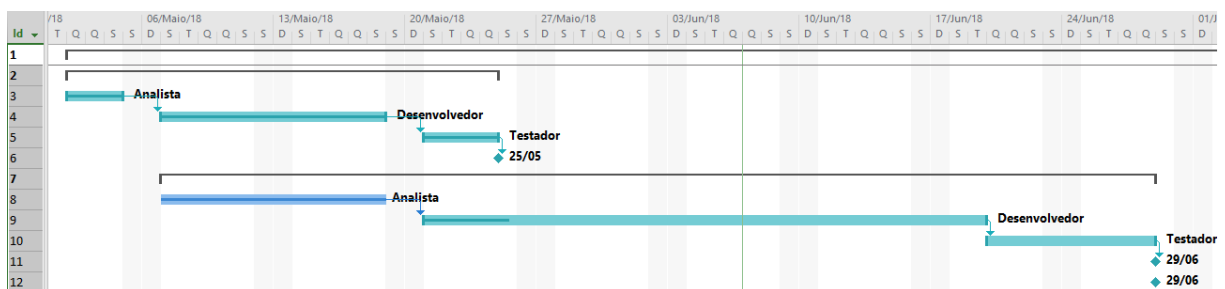 /18 06/Maio/18 13/Maio/18 20/Maio/18 27/Maio/18 03/Jun/18 10/Jun/18 17/Jun/18 24/Jun/18 01/J
Id T Q Q S S D S T Q Q S S D S T Q Q S S D S T Q Q S S D S T Q Q S S D S T Q Q S S D S T Q Q S S D S T Q Q S S D S T Q Q S S D
1
2
3 Analista
4 Desenvolvedor
5 Testador
6 25/05
7
8 Analista
9 Desenvolvedor
10 Testador
11 29/06
12 29/06